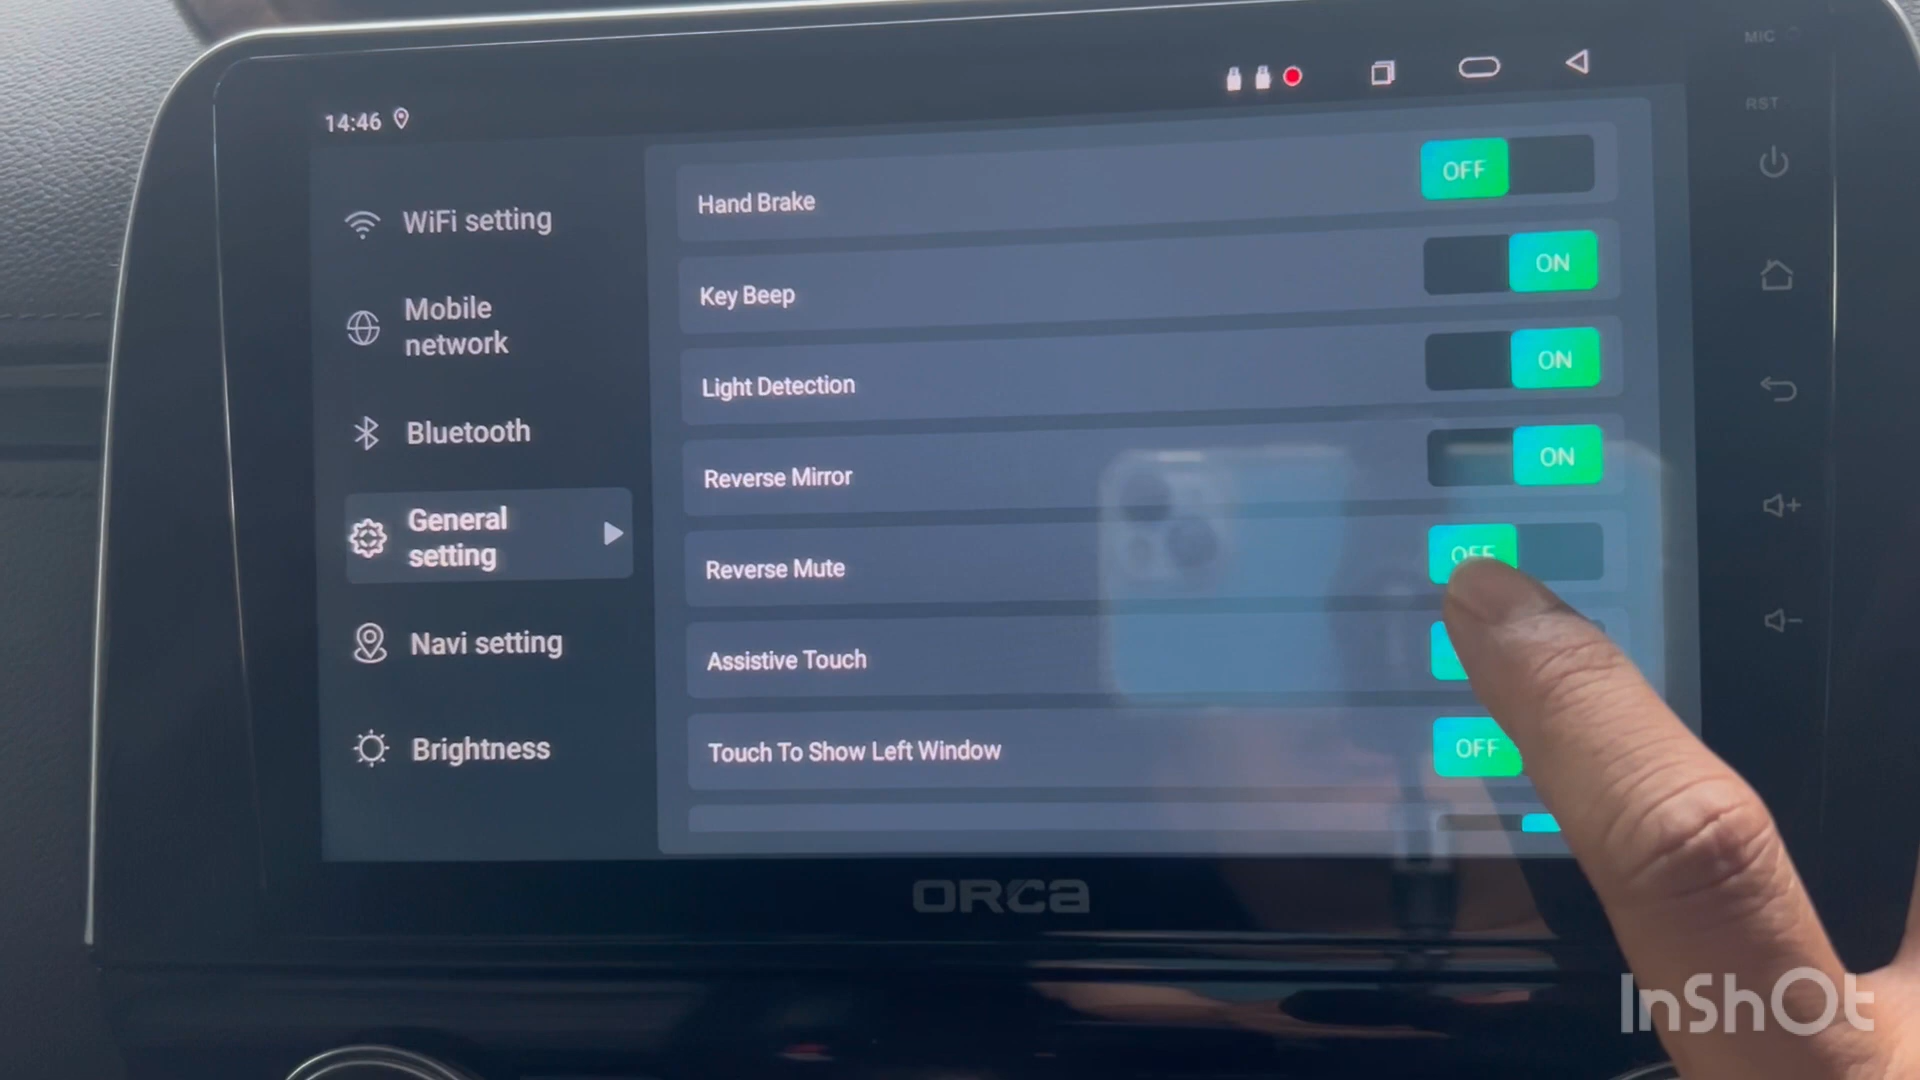 MIC
14:46
RST
WiFi setting
Mobile
network
Bluetooth
General
setting
Navi setting
Brightness
Hand Brake
OFF
Key Beep
ON
Light Detection
ON
Reverse Mirror
ON
Reverse Mute
OFF
Assistive Touch
Touch To Show Left Window
OFF
ORCA
InShOt